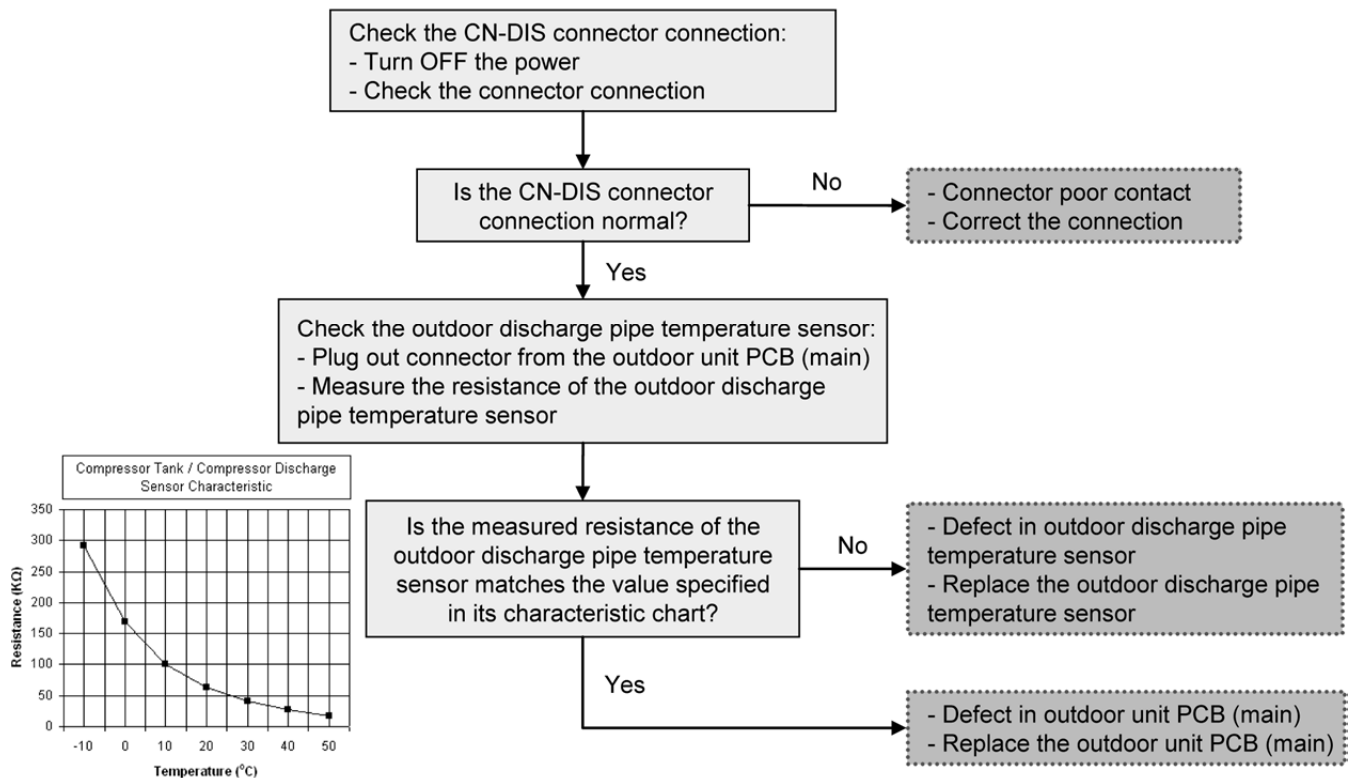 Check the CN-DIS connector connection:
- Turn OFF the power
- Check the connector connection
Is the CN-DIS connector
connection normal?
No
- Connector poor contact
- Correct the connection
Yes
Check the outdoor discharge pipe temperature sensor:
- Plug out connector from the outdoor unit PCB (main)
- Measure the resistance of the outdoor discharge
pipe temperature sensor
Compressor Tank / Compressor Discharge
Sensor Characteristic
350
300
250
200
150
100
50
0
Resistance (KΩ)
-10 0 10 20 30 40 50
Temperature (°C)
Is the measured resistance of the
outdoor discharge pipe temperature
sensor matches the value specified
in its characteristic chart?
No
- Defect in outdoor discharge pipe
temperature sensor
- Replace the outdoor discharge pipe
temperature sensor
Yes
- Defect in outdoor unit PCB (main)
- Replace the outdoor unit PCB (main)